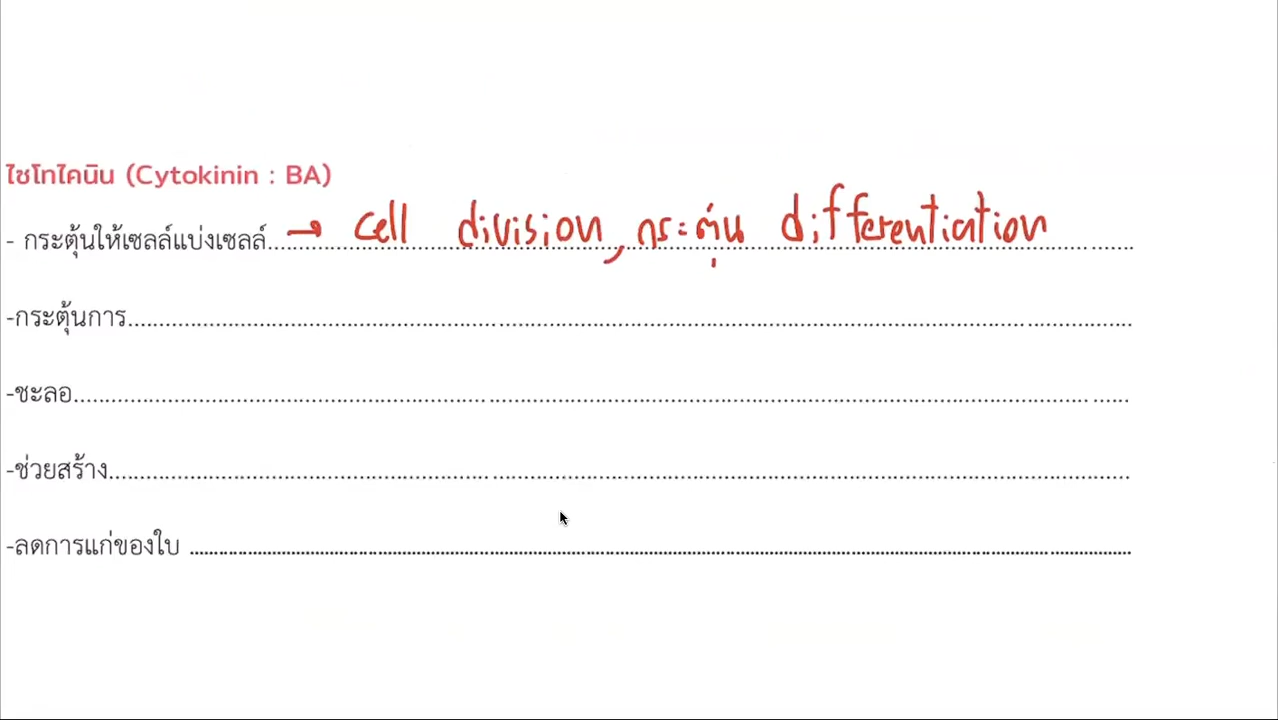 ไซโทไคนิน (Cytokinin : BA)
- กระตุ้นให้เซลล์แบ่งเซลล์.......... → cell division, กระตุ้น differentiation
-กระตุ้นการ..........
-ชะลอ..........
-ช่วยสร้าง..........
-ลดการแก่ของใบ ..........